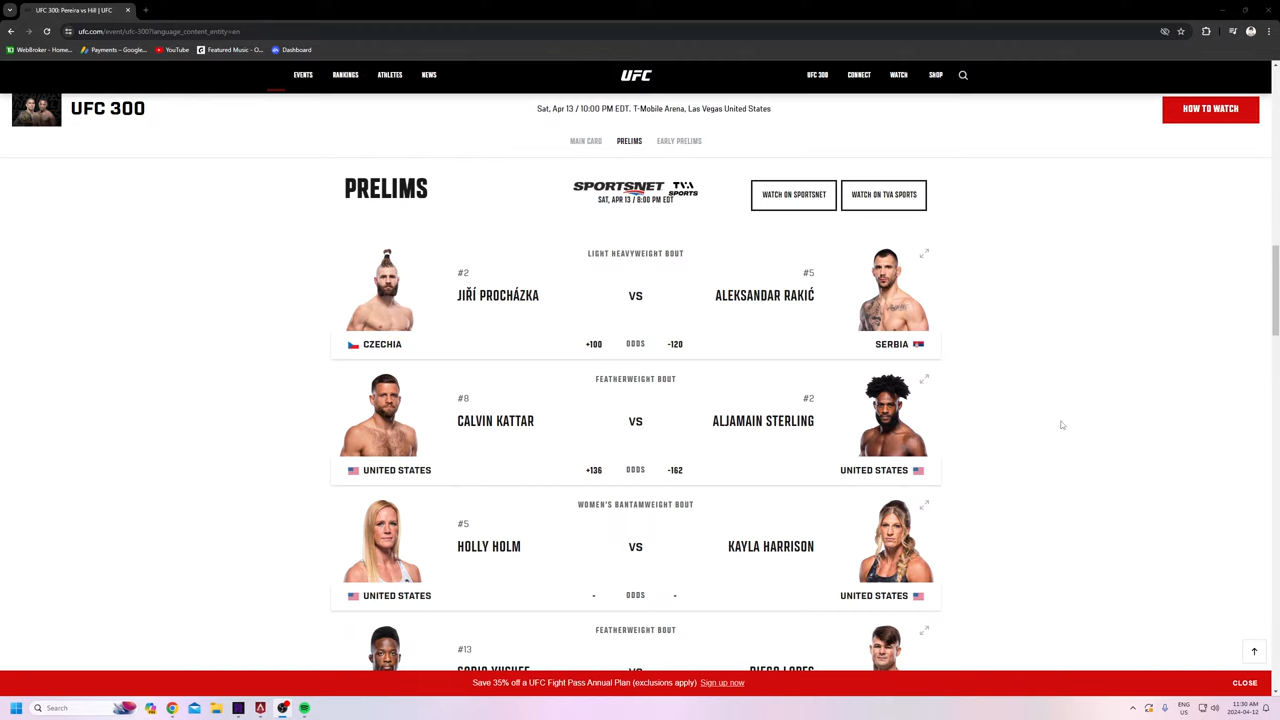 UFC 300: Pereira vs Hill | UFC
ufc.com/event/ufc-300?language_content_entity=en
WebBroker: Home...
Payments – Google...
YouTube
Featured Music - O...
Dashboard
EVENTS RANKINGS ATHLETES NEWS UFC UFC 300 CONNECT WATCH SHOP
UFC 300
Sat, Apr 13 / 10:00 PM EDT. T-Mobile Arena, Las Vegas United States
HOW TO WATCH
MAIN CARD PRELIMS EARLY PRELIMS
PRELIMS
SPORTSNET TVA SPORTS
SAT, APR 13 / 8:00 PM EDT
WATCH ON SPORTSNET WATCH ON TVA SPORTS
LIGHT HEAVYWEIGHT BOUT
#2 #5
JIŘÍ PROCHÁZKA VS ALEKSANDAR RAKIĆ
CZECHIA +100 ODDS -120 SERBIA
FEATHERWEIGHT BOUT
#8 #2
CALVIN KATTAR VS ALJAMAIN STERLING
UNITED STATES +136 ODDS -162 UNITED STATES
WOMEN'S BANTAMWEIGHT BOUT
#5
HOLLY HOLM VS KAYLA HARRISON
UNITED STATES - ODDS - UNITED STATES
FEATHERWEIGHT BOUT
#13
SODIQ YUSUFF VS DIEGO LOPES
Save 35% off a UFC Fight Pass Annual Plan (exclusions apply) Sign up now
CLOSE
Search
ENG
US
11:30 AM
2024-04-12